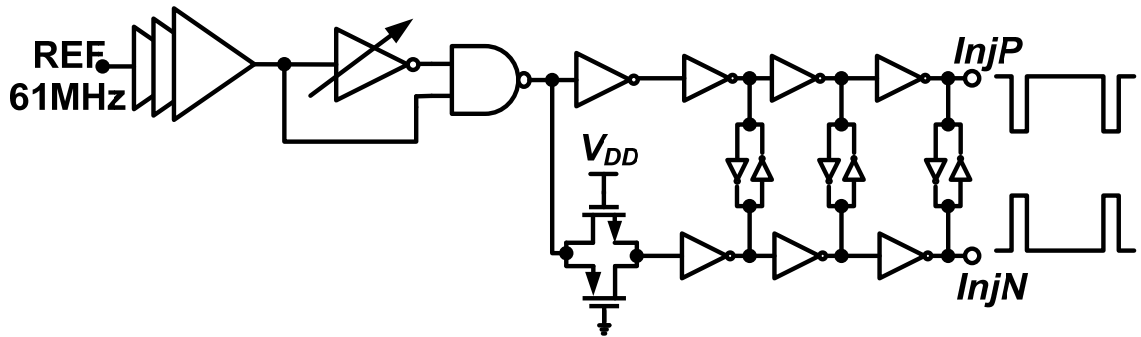 REF
61MHz
InjP
VDD
InjN